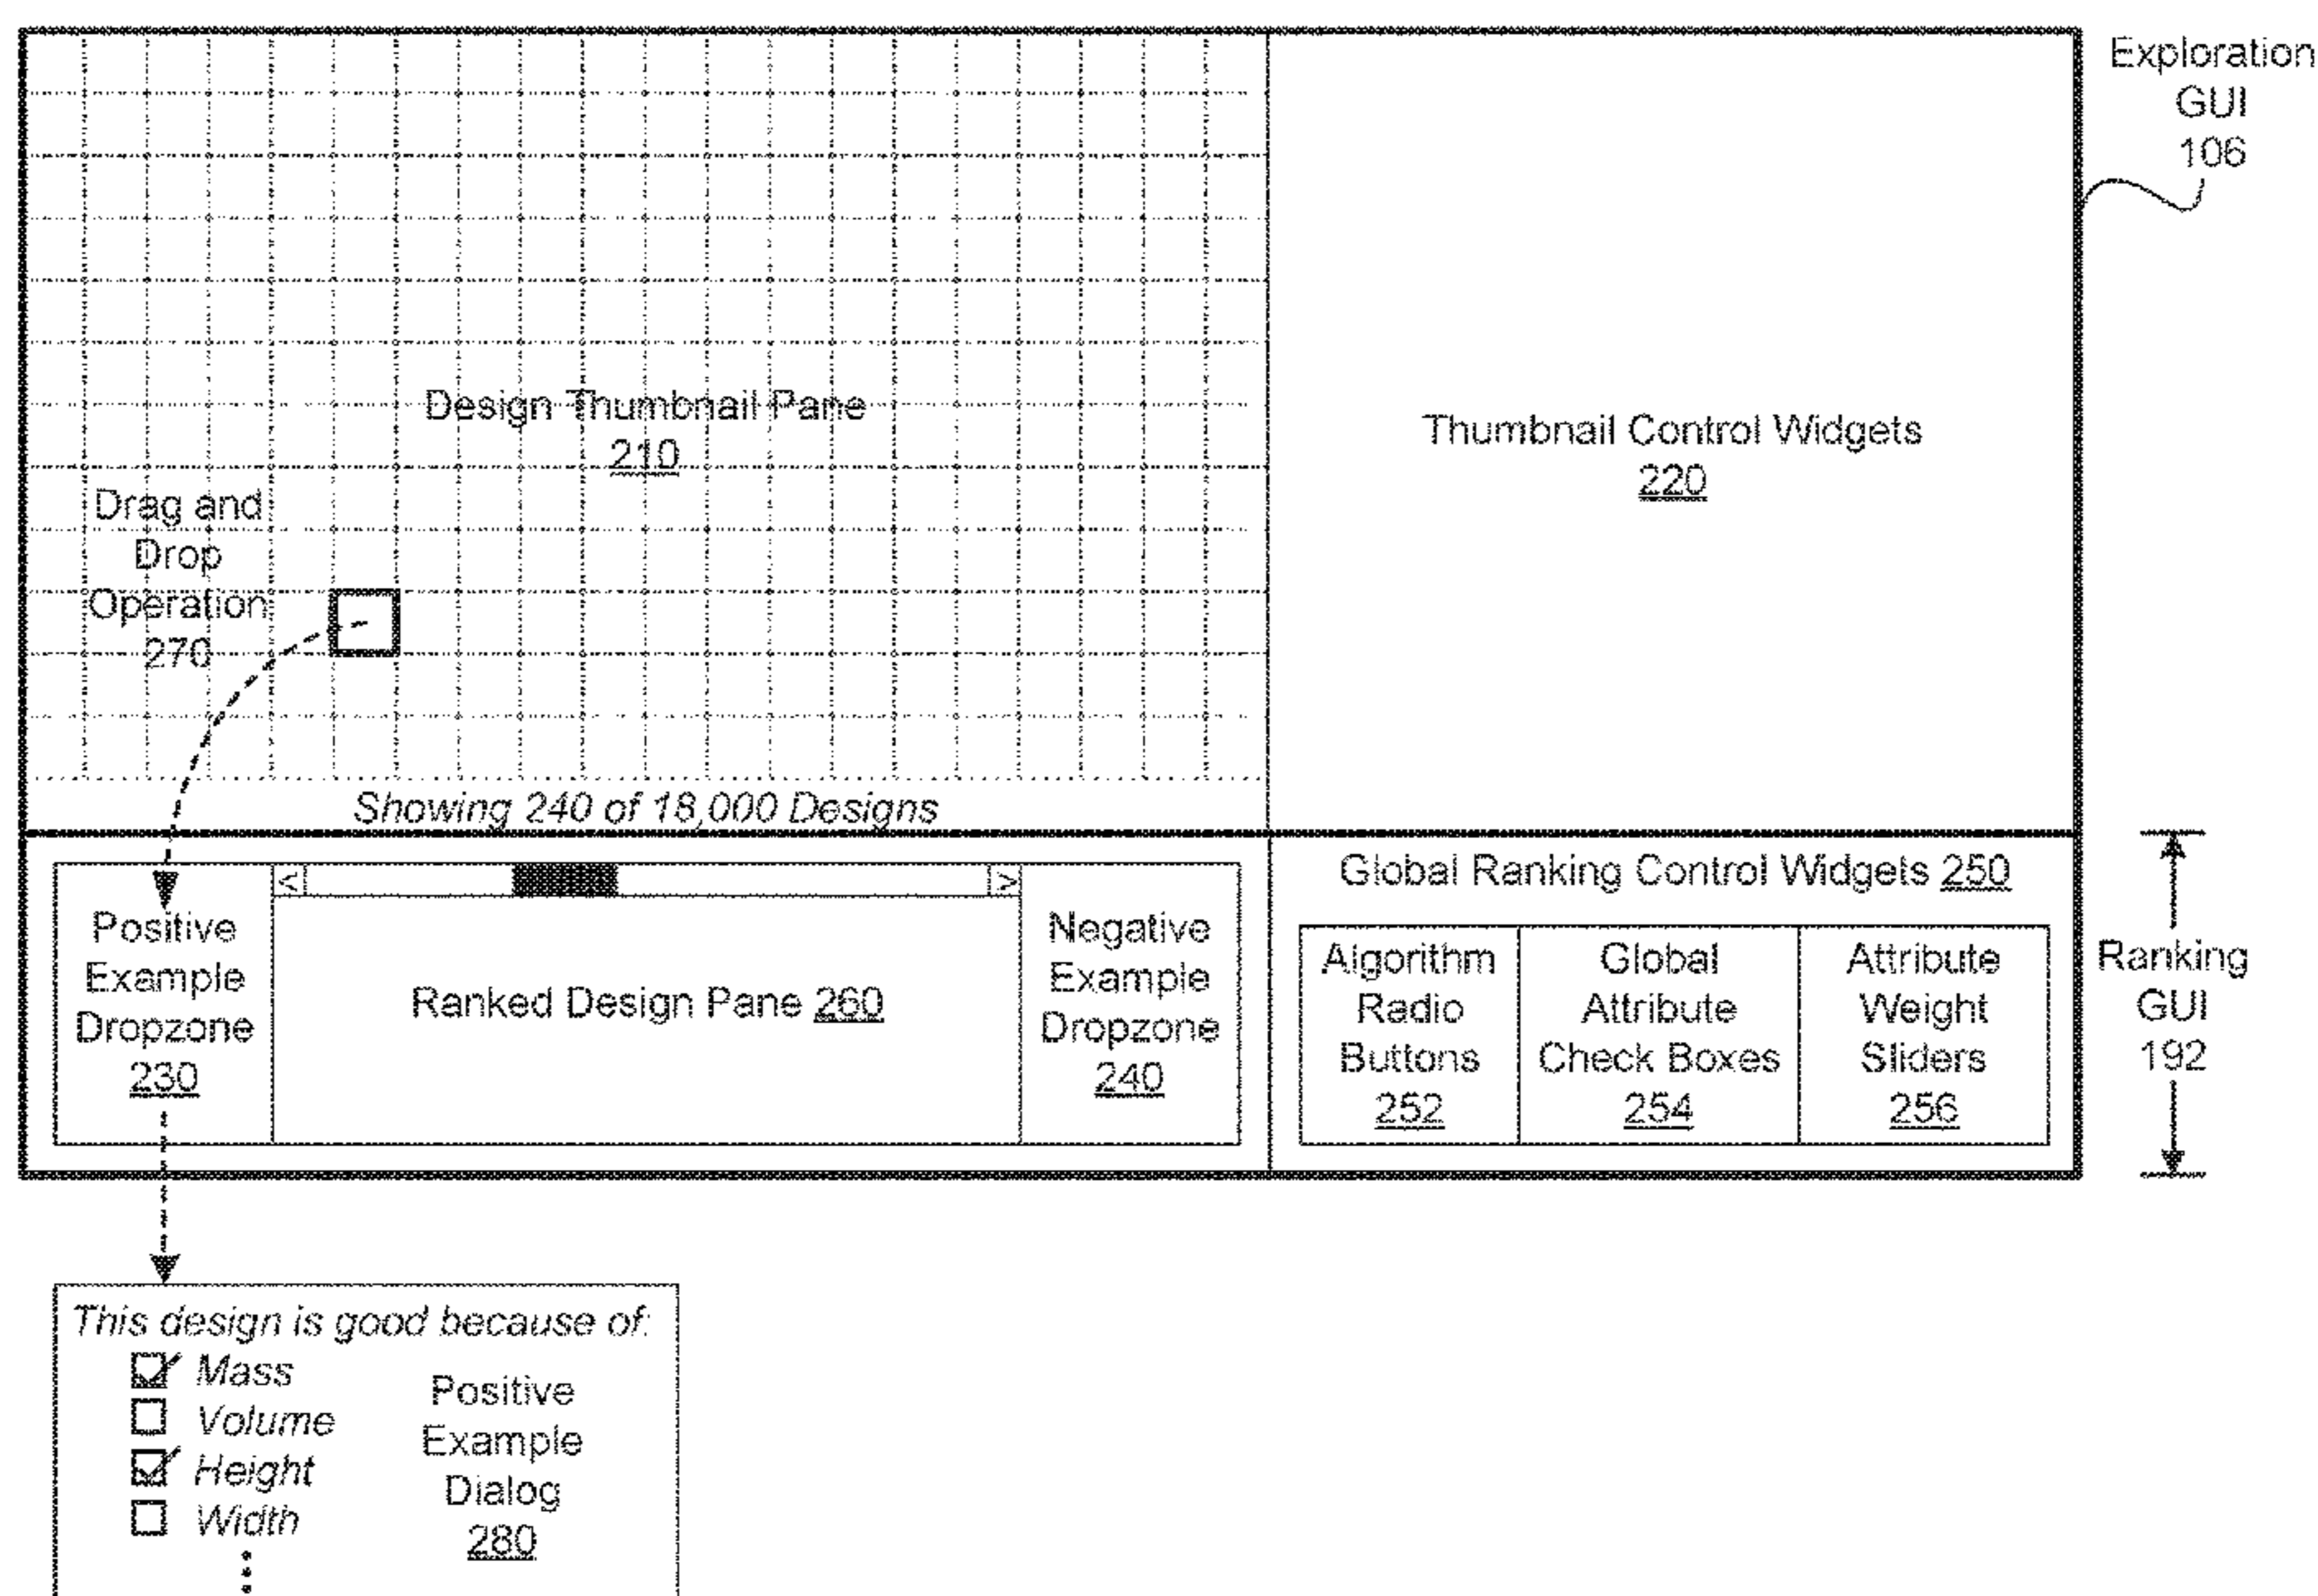 Exploration
GUI
106
Design Thumbnail Pane
210
Thumbnail Control Widgets
220
Drag and
Drop
Operation
270
Showing 240 of 18,000 Designs
<
>
Positive
Example
Dropzone
230
Ranked Design Pane 260
Negative
Example
Dropzone
240
Global Ranking Control Widgets 250
Algorithm
Radio
Buttons
252
Global
Attribute
Check Boxes
254
Attribute
Weight
Sliders
256
Ranking
GUI
192
This design is good because of:
Mass
Volume
Height
Width
Positive
Example
Dialog
280